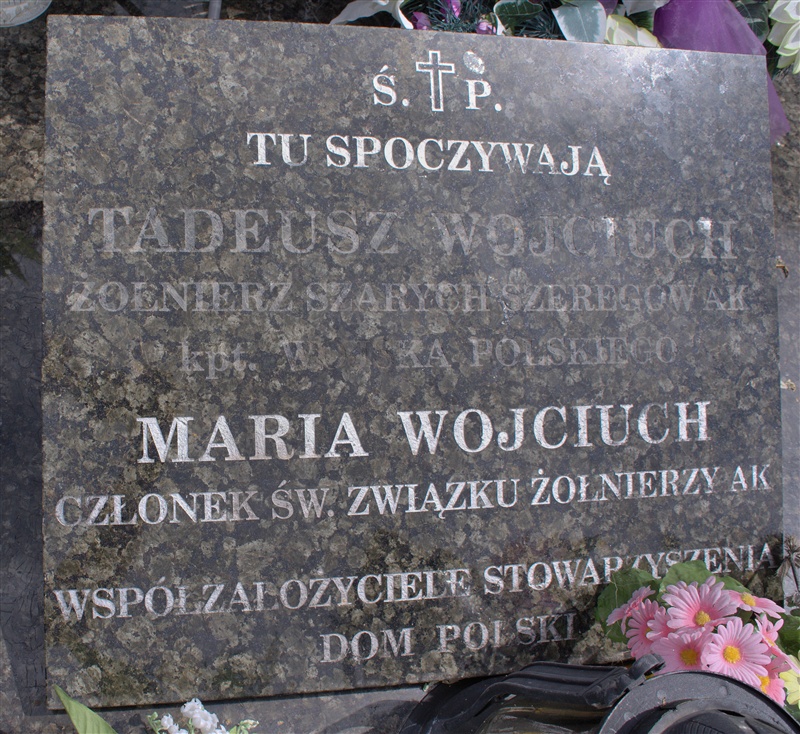 Ś. P.
TU SPOCZYWAJĄ
TADEUSZ WOJCIUCH
ŻOŁNIERZ SZARYCH SZEREGÓW AK
kpt. WOJSKA POLSKIEGO
MARIA WOJCIUCH
CZŁONEK ŚW. ZWIĄZKU ŻOŁNIERZY AK
WSPÓŁZAŁOŻYCIELE STOWARZYSZENIA
DOM POLSKI